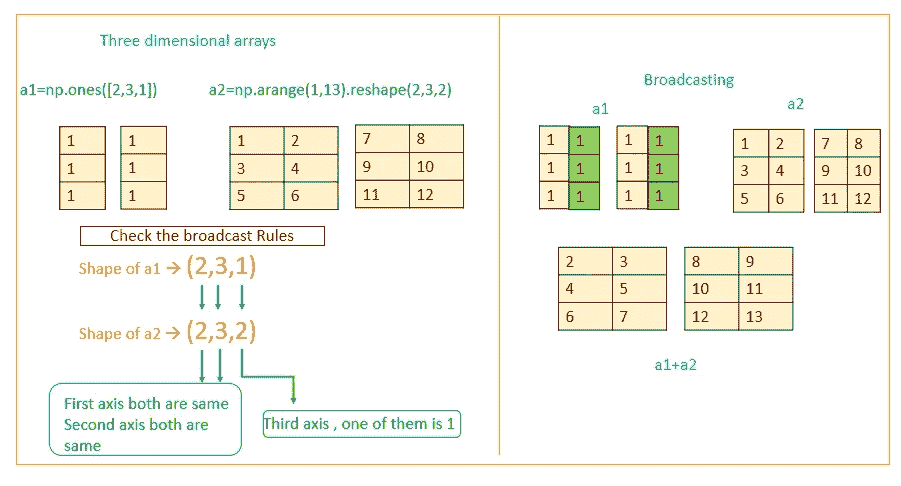 Three dimensional arrays
a1=np.ones([2,3,1])
a2=np.arange(1,13).reshape(2,3,2)
1 1 1 2 7 8
1 1 3 4 9 10
1 1 5 6 11 12
Check the broadcast Rules
Shape of a1 → (2,3,1)
Shape of a2 → (2,3,2)
First axis both are same
Second axis both are
same
Third axis , one of them is 1
Broadcasting
a1
a2
1 1 1 1 1 2 7 8
1 1 1 1 3 4 9 10
1 1 1 1 5 6 11 12
2 3 8 9
4 5 10 11
6 7 12 13
a1+a2